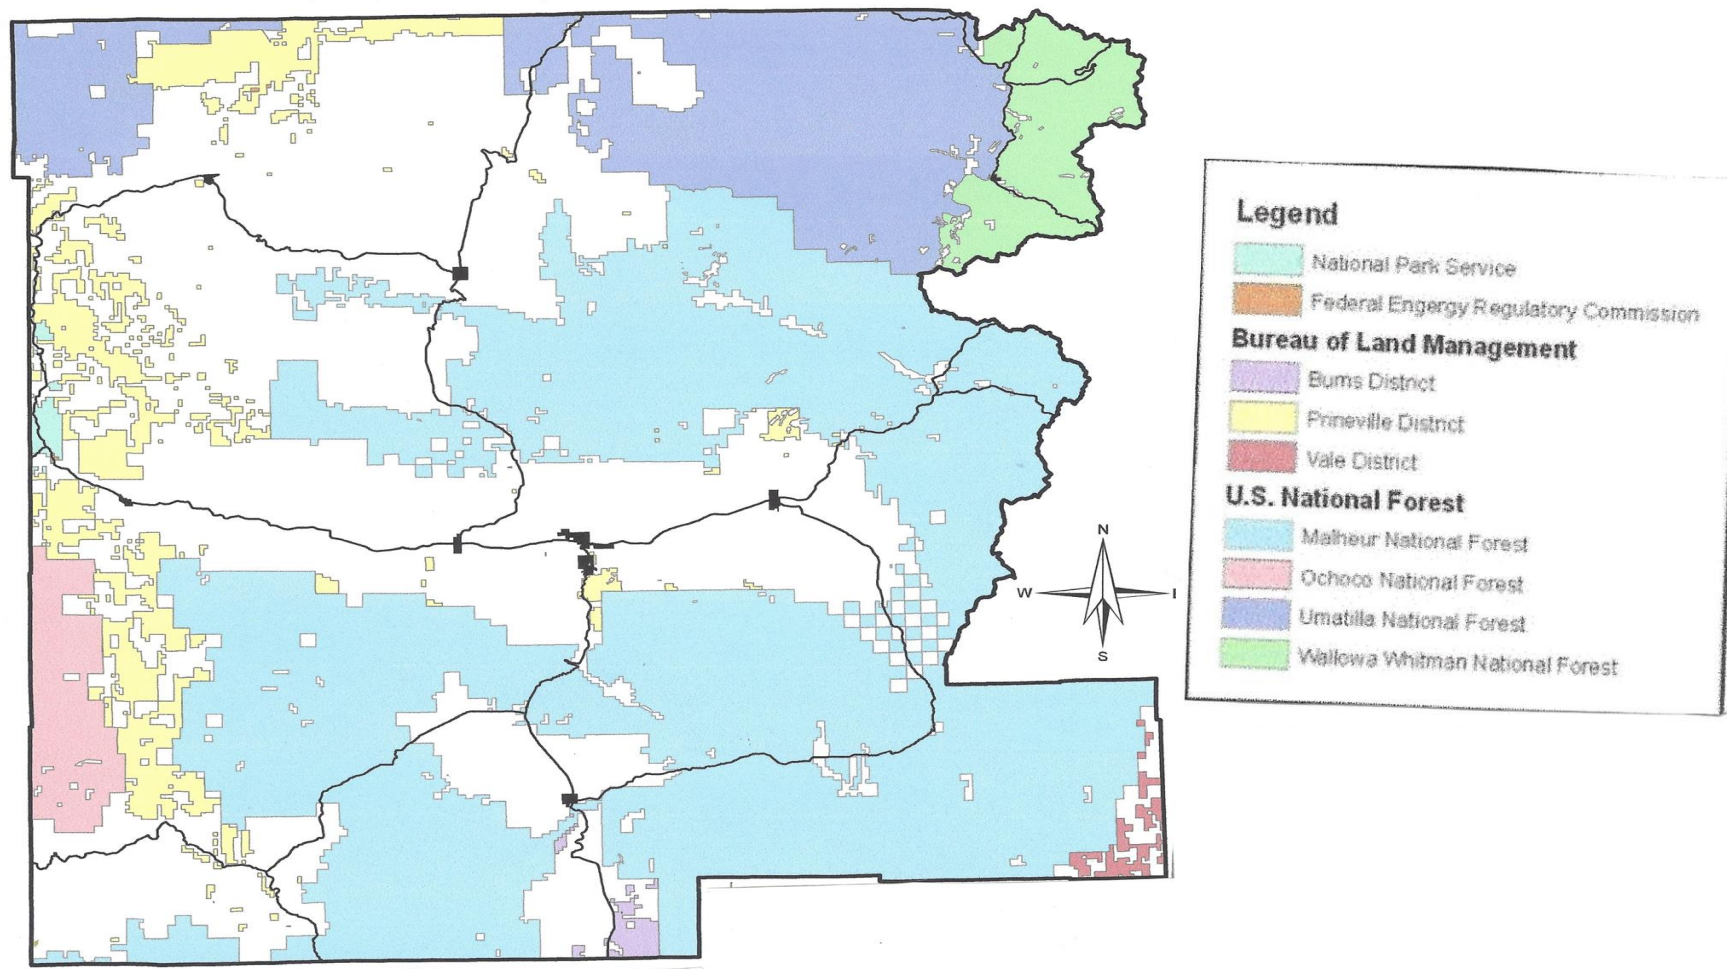 N
W
I
S
Legend
National Park Service
Federal Engergy Regulatory Commission
Bureau of Land Management
Burns District
Prineville District
Vale District
U.S. National Forest
Malheur National Forest
Ochoco National Forest
Umatilla National Forest
Wallowa Whitman National Forest